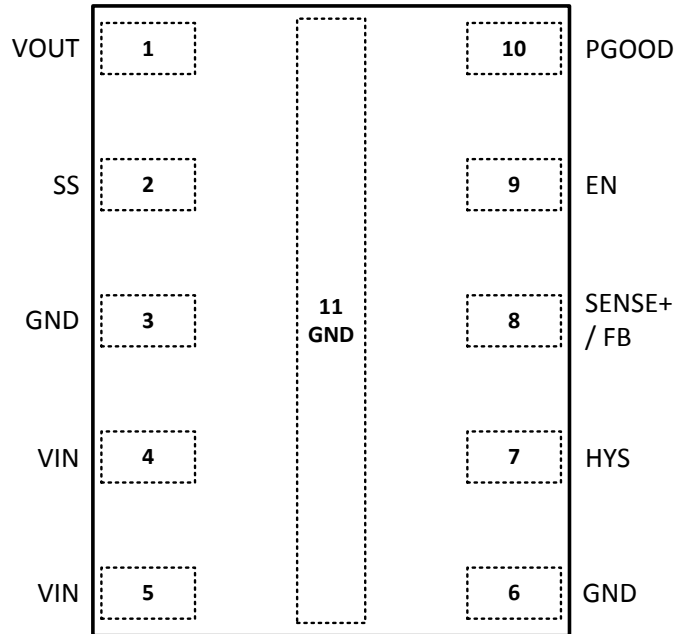 VOUT 1 10 PGOOD
SS 2 9 EN
GND 3 11 GND 8 SENSE+ / FB
VIN 4 7 HYS
VIN 5 6 GND